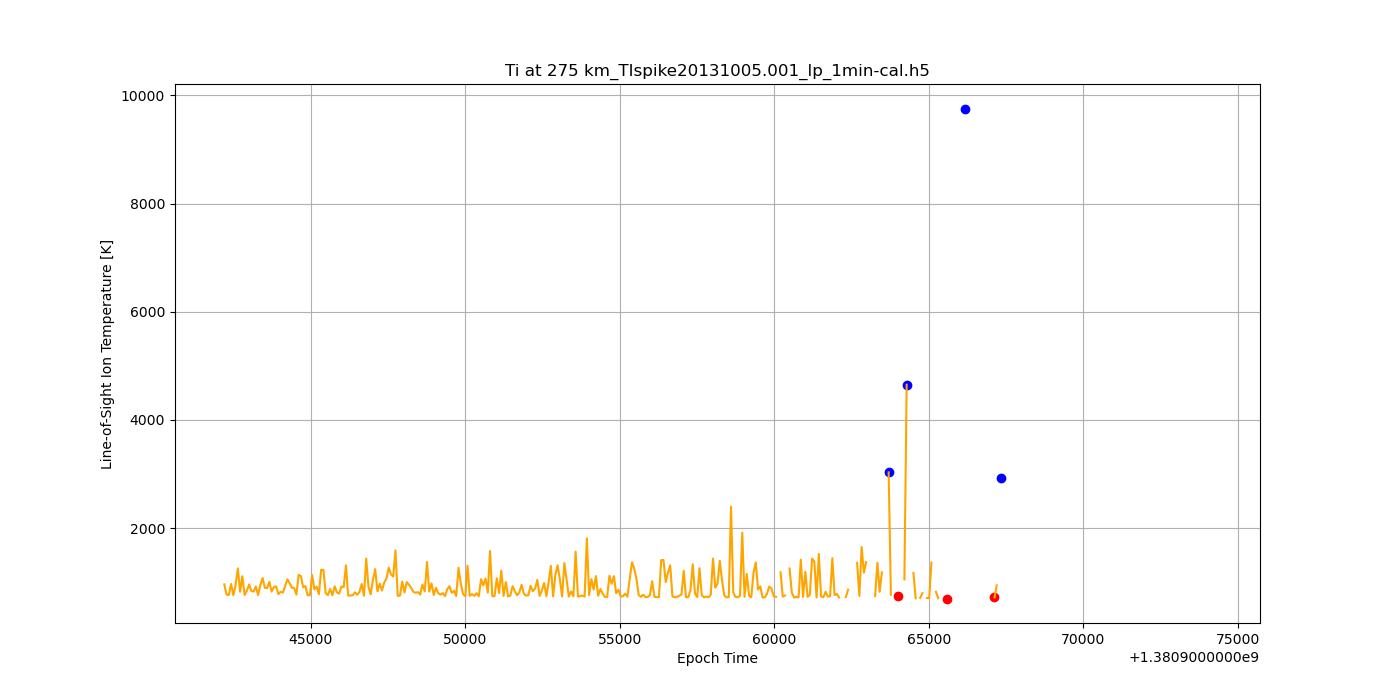 Ti at 275 km_TIspike20131005.001_lp_1min-cal.h5
Line-of-Sight Ion Temperature [K]
10000
8000
6000
4000
2000
45000 50000 55000 60000 65000 70000 75000
Epoch Time
+1.3809000000e9